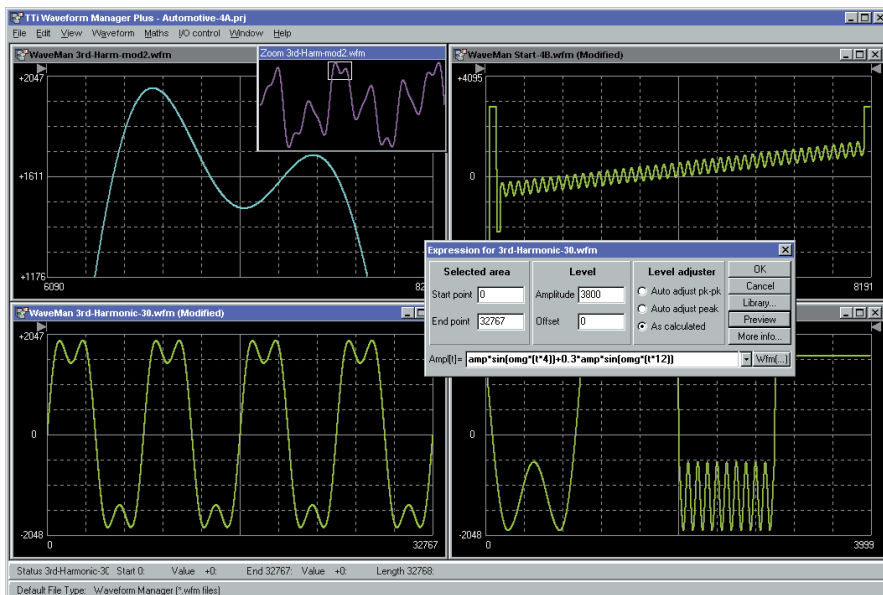 TTi Waveform Manager Plus - Automotive-4A.prj
File Edit View Waveform Maths I/O control Window Help
WaveMan 3rd-Harm-mod2.wfm
Zoom 3rd-Harm-mod2.wfm
WaveMan Start-4B.wfm (Modified)
+2047
+1611
+1176
6090
+4095
0
8191
Expression for 3rd-Harmonic-30.wfm
Selected area
Level
Level adjuster
Start point 0
End point 32767
Amplitude 3800
Offset 0
Auto adjust pk-pk
Auto adjust peak
As calculated
OK
Cancel
Library...
Preview
More info...
Ampl[t]= amp*sin(omg*(t*4))+0.3*amp*sin(omg*(t*12))
Wfm(...)
WaveMan 3rd-Harmonic-30.wfm (Modified)
+2047
0
-2048
0
32767
0
-2048
0
3999
Status 3rd-Harmonic-30 Start 0: Value +0: End 32767: Value +0: Length 32768:
Default File Type: Waveform Manager (*.wfm files)